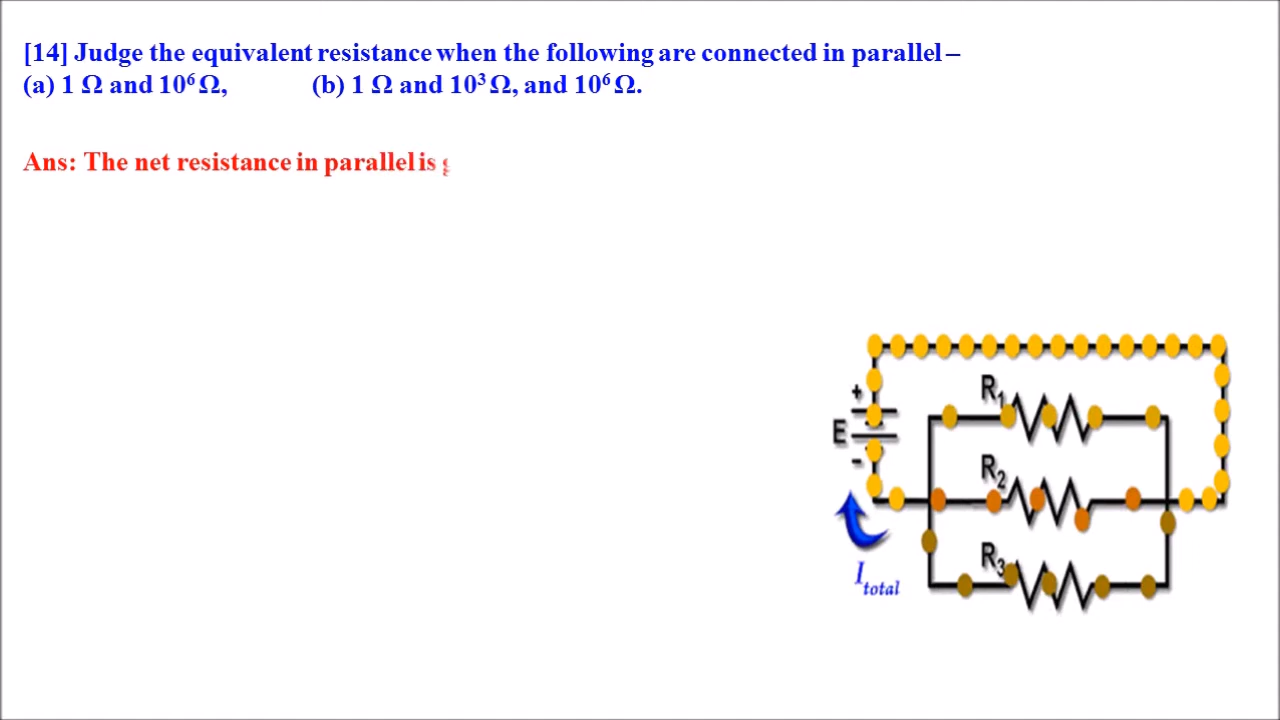 [14] Judge the equivalent resistance when the following are connected in parallel –
(a) 1 Ω and 10⁶ Ω, (b) 1 Ω and 10³ Ω, and 10⁶ Ω.
Ans: The net resistance in parallel is
R₁
+
E
-
R₂
R₃
I total